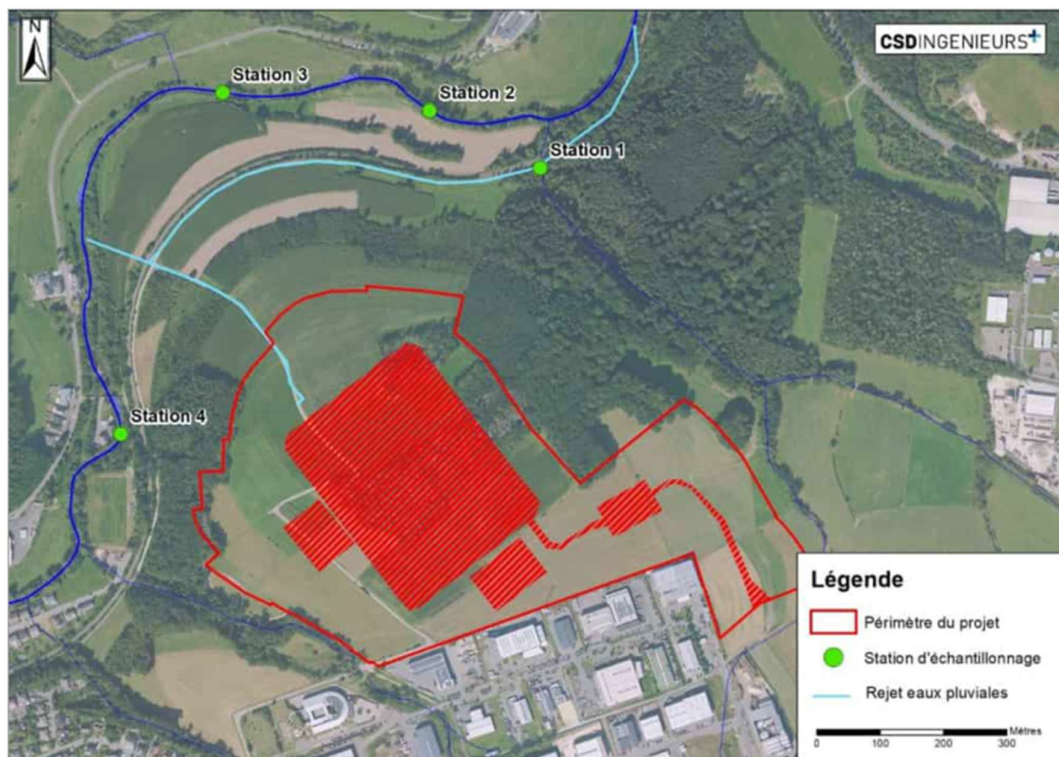 N
CSDINGENIEURS+
Station 3
Station 2
Station 1
Station 4
Légende
Périmètre du projet
Station d'échantillonnage
Rejet eaux pluviales
Mètres
0 100 200 300